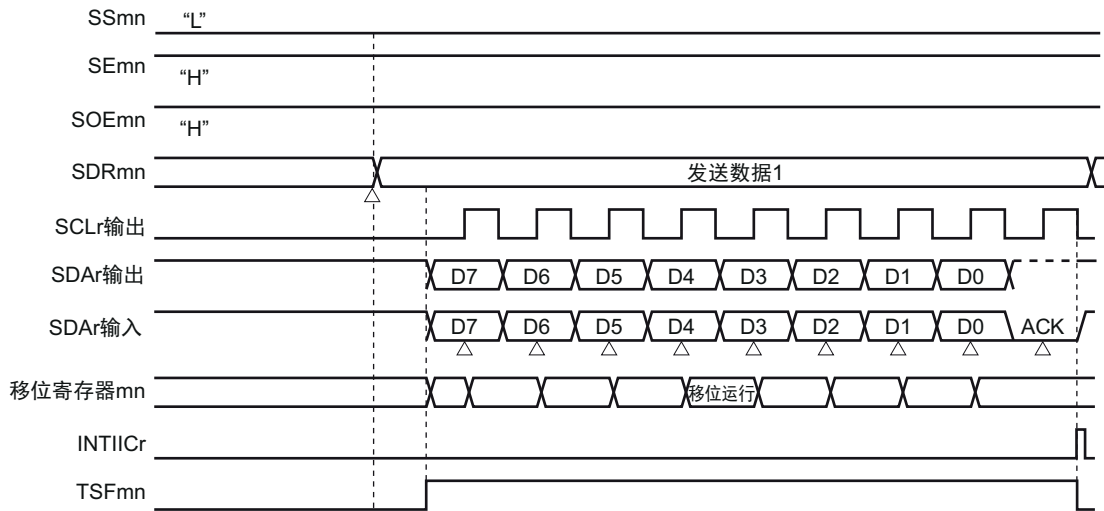 SSmn “L”
SEmn “H”
SOEmn “H”
SDRmn 发送数据1
SCLr输出
SDAr输出 D7 D6 D5 D4 D3 D2 D1 D0
SDAr输入 D7 D6 D5 D4 D3 D2 D1 D0 ACK
移位寄存器mn 移位运行
INTIICr
TSFmn